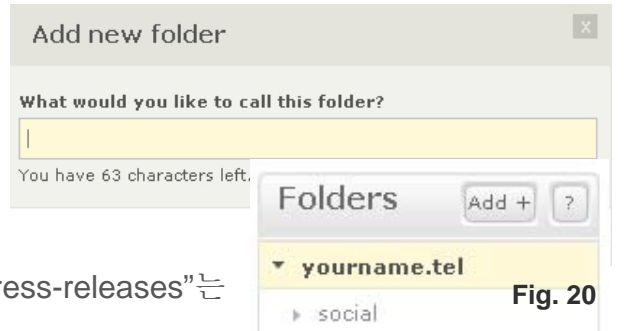 Add new folder
X
What would you like to call this folder?
You have 63 characters left.
Folders
Add +
?
yourname.tel
social
Fig. 20
ress-releases”는